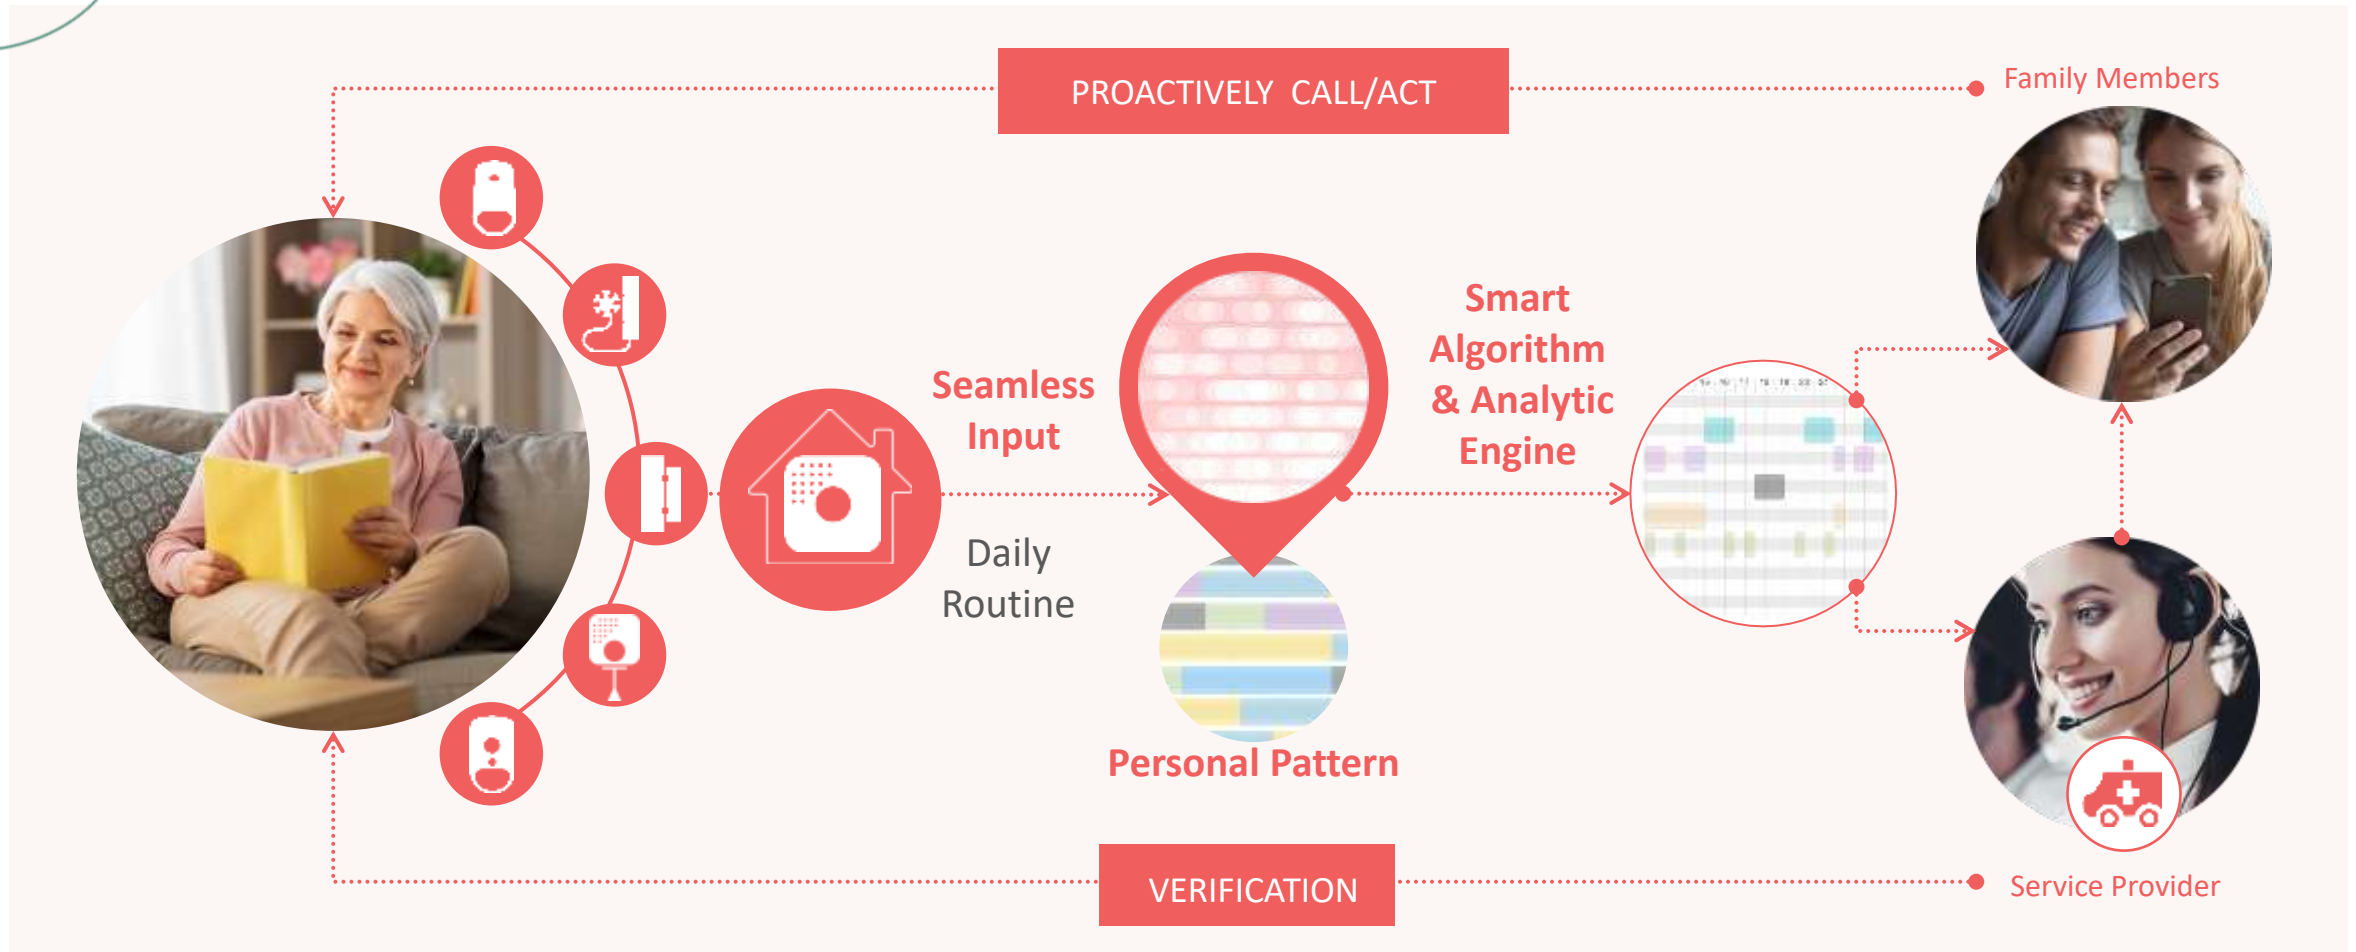 PROACTIVELY CALL/ACT
Family Members
Seamless
Input
Daily
Routine
Smart
Algorithm
& Analytic
Engine
Personal Pattern
VERIFICATION
Service Provider